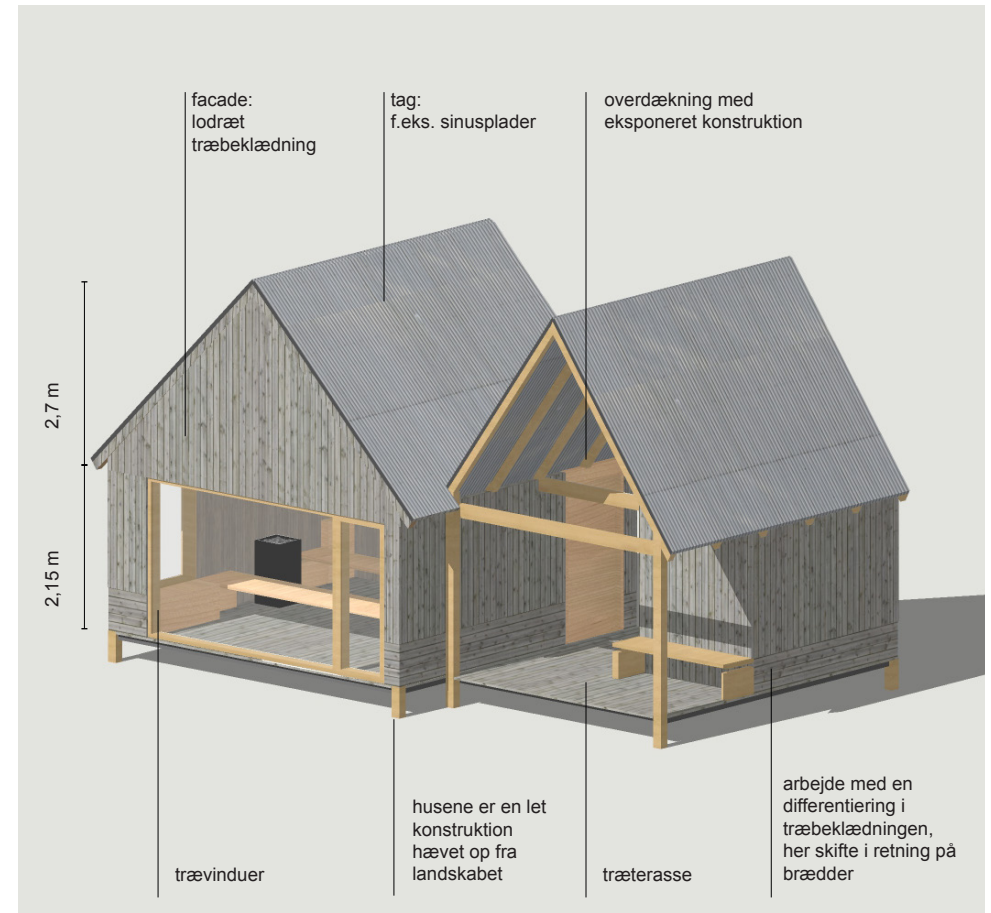 facade:
lodræt
træbeklædning
tag:
f.eks. sinusplader
overdækning med
eksponeret konstruktion
2,7 m
2,15 m
trævinduer
husene er en let
konstruktion
hævet op fra
landskabet
træterasse
arbejde med en
differentiering i
træbeklædningen,
her skifte i retning på
brædder